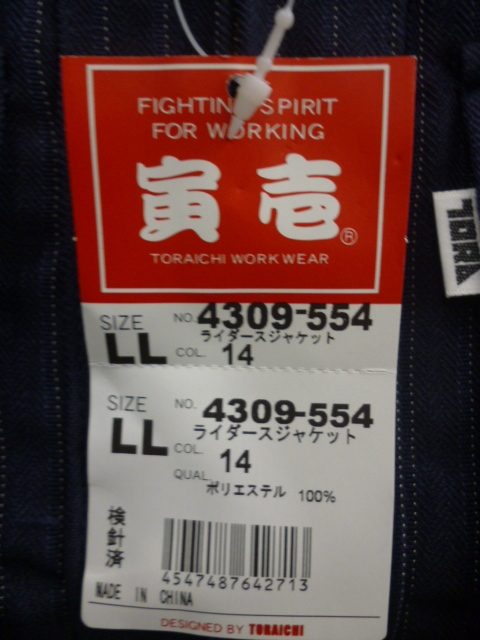 FIGHTING SPIRIT
FOR WORKING
寅壱®
TORAICHI WORK WEAR
SIZE LL NO. 4309-554
ライダースジャケット
COL. 14
SIZE LL NO. 4309-554
ライダースジャケット
COL. 14
QUAL. ポリエステル 100%
検針済
4547487642713
MADE IN CHINA
DESIGNED BY TORAICHI
TORA